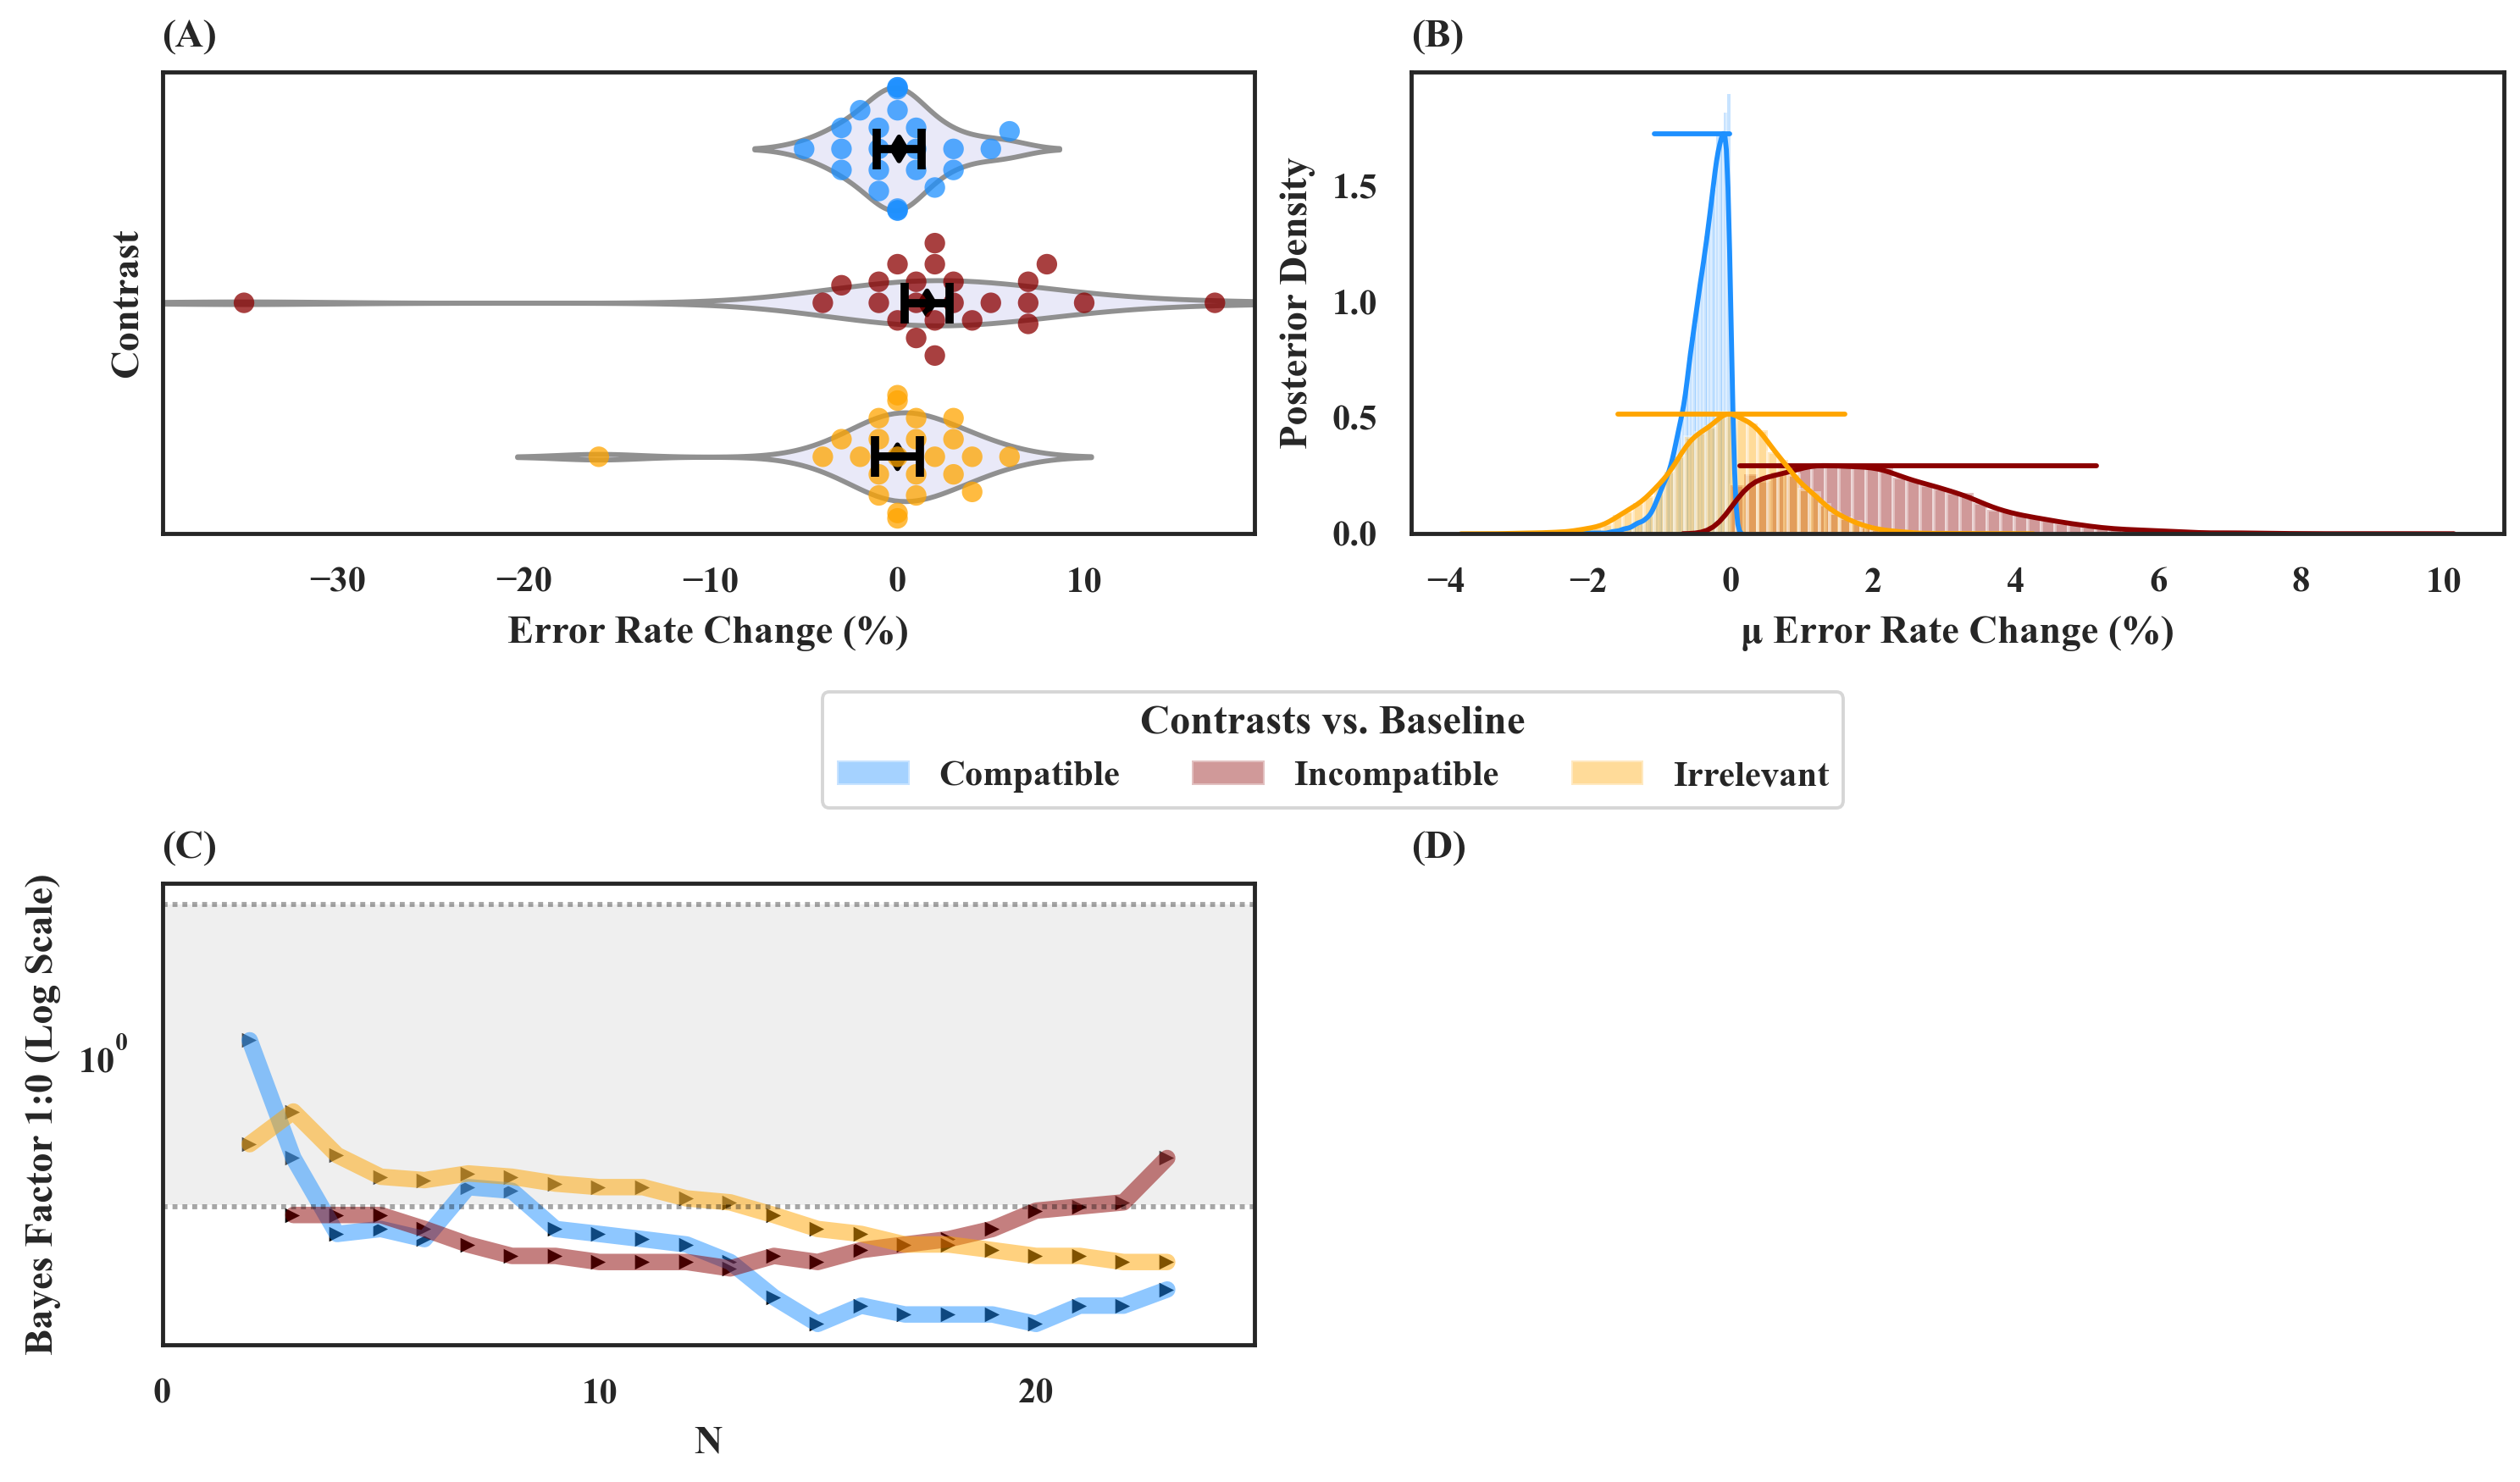 (A)
Contrast
−30 −20 −10 0 10
Error Rate Change (%)
(B)
Posterior Density
1.5
1.0
0.5
0.0
−4 −2 0 2 4 6 8 10
μ Error Rate Change (%)
Contrasts vs. Baseline
Compatible Incompatible Irrelevant
(C)
Bayes Factor 1:0 (Log Scale)
10⁰
0 10 20
N
(D)